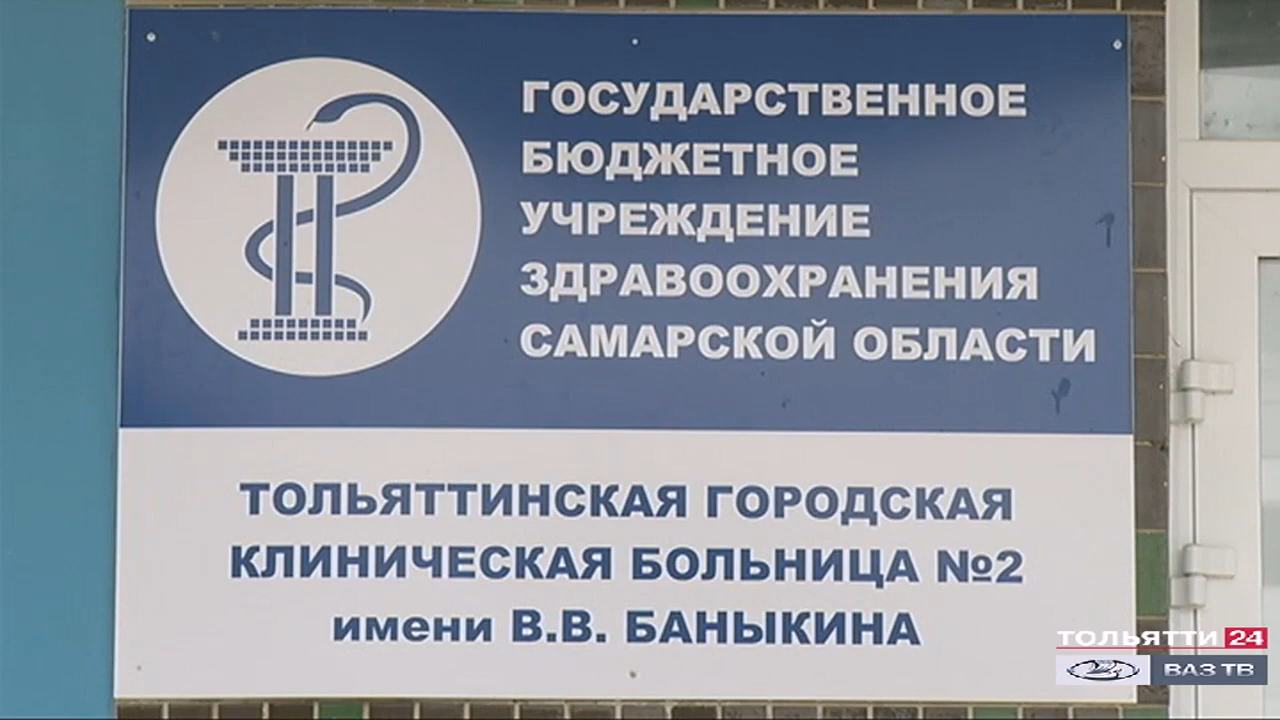 ГОСУДАРСТВЕННОЕ
БЮДЖЕТНОЕ
УЧРЕЖДЕНИЕ
ЗДРАВООХРАНЕНИЯ
САМАРСКОЙ ОБЛАСТИ
ТОЛЬЯТТИНСКАЯ ГОРОДСКАЯ
КЛИНИЧЕСКАЯ БОЛЬНИЦА №2
имени В.В. БАНЫКИНА
ТОЛЬЯТТИ 24
ВАЗ ТВ